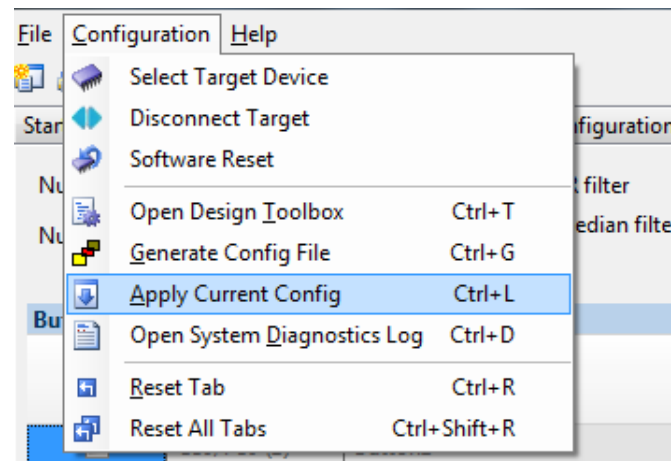 File Configuration Help
Select Target Device
Disconnect Target
Software Reset
filter
Open Design Toolbox Ctrl+T
Generate Config File Ctrl+G
Apply Current Config Ctrl+L
Open System Diagnostics Log Ctrl+D
Reset Tab Ctrl+R
Reset All Tabs Ctrl+Shift+R